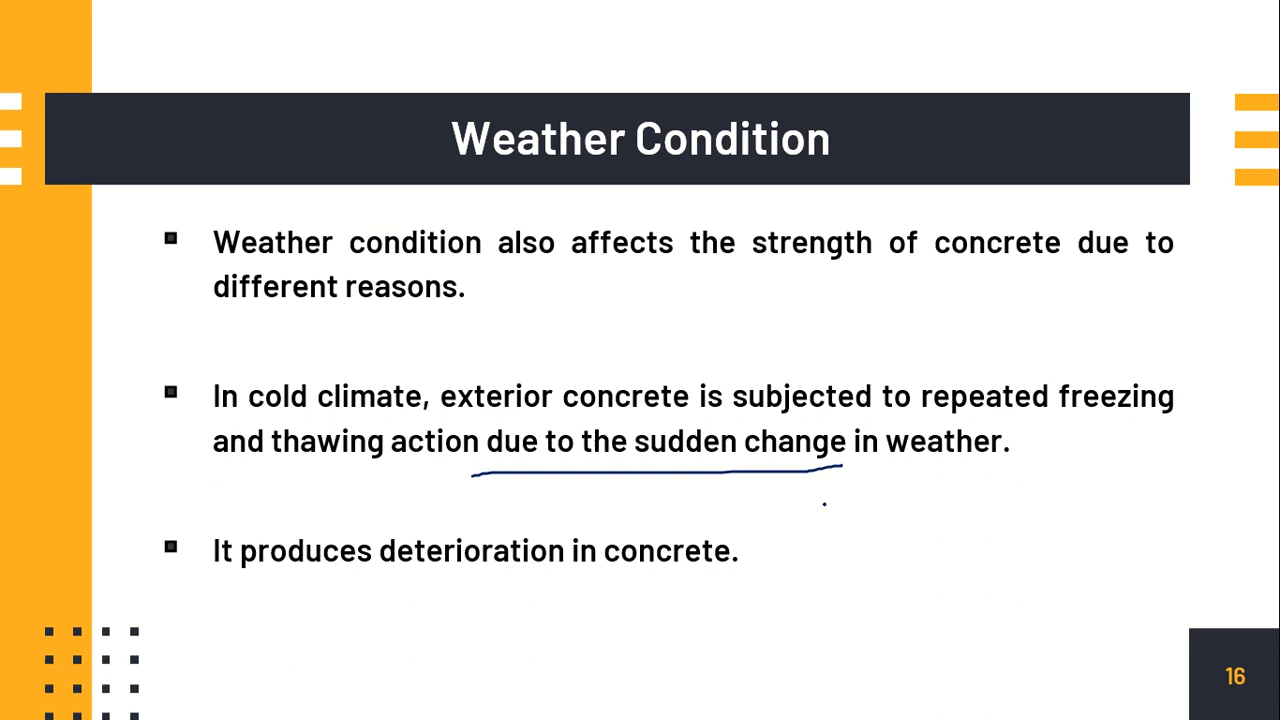 Weather Condition
Weather condition also affects the strength of concrete due to
different reasons.
In cold climate, exterior concrete is subjected to repeated freezing
and thawing action due to the sudden change in weather.
It produces deterioration in concrete.
16